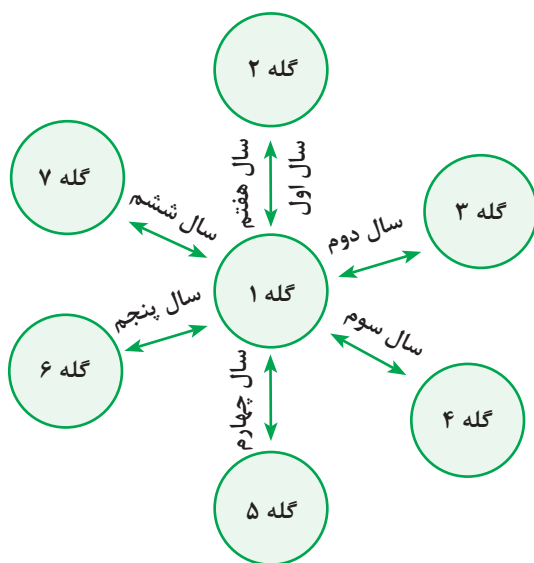 گله ۲
سال اول
سال هفتم
گله ۷
سال ششم
گله ۳
سال دوم
گله ۱
سال سوم
سال پنجم
گله ۶
سال چهارم
گله ۴
گله ۵